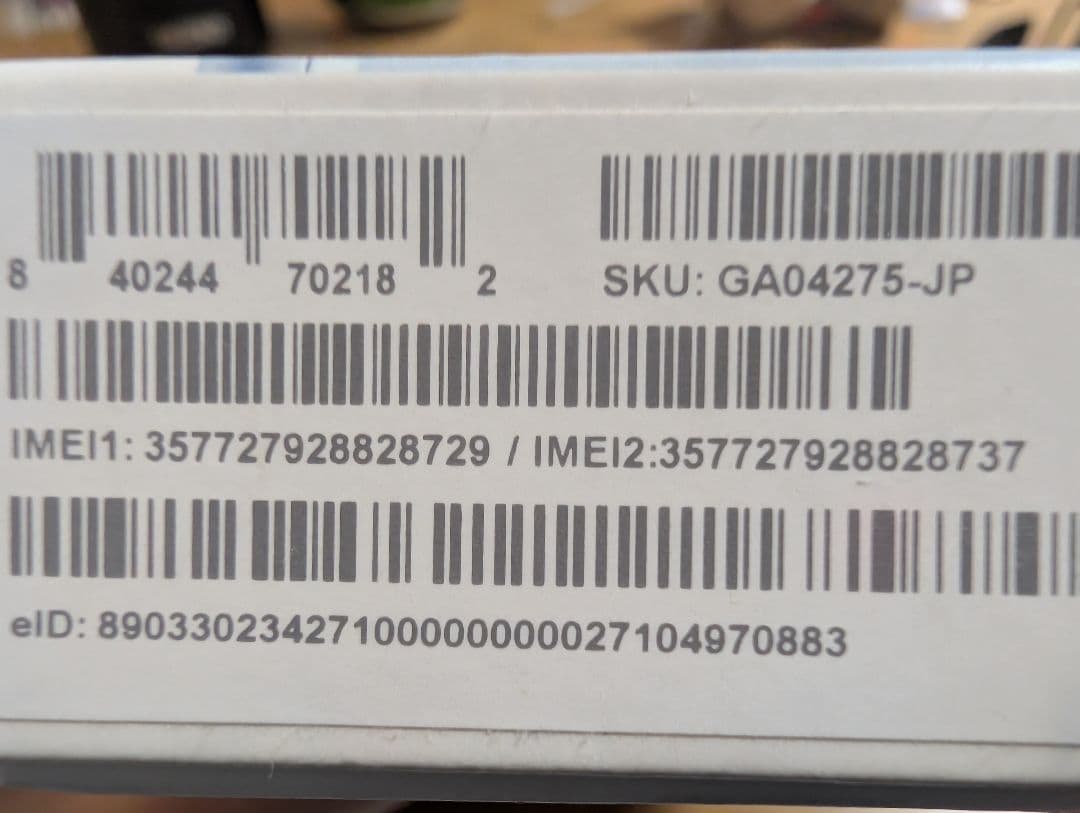 8 40244 70218 2
SKU: GA04275-JP
IMEI1: 357727928828729 / IMEI2:357727928828737
eID: 89033023427100000000027104970883